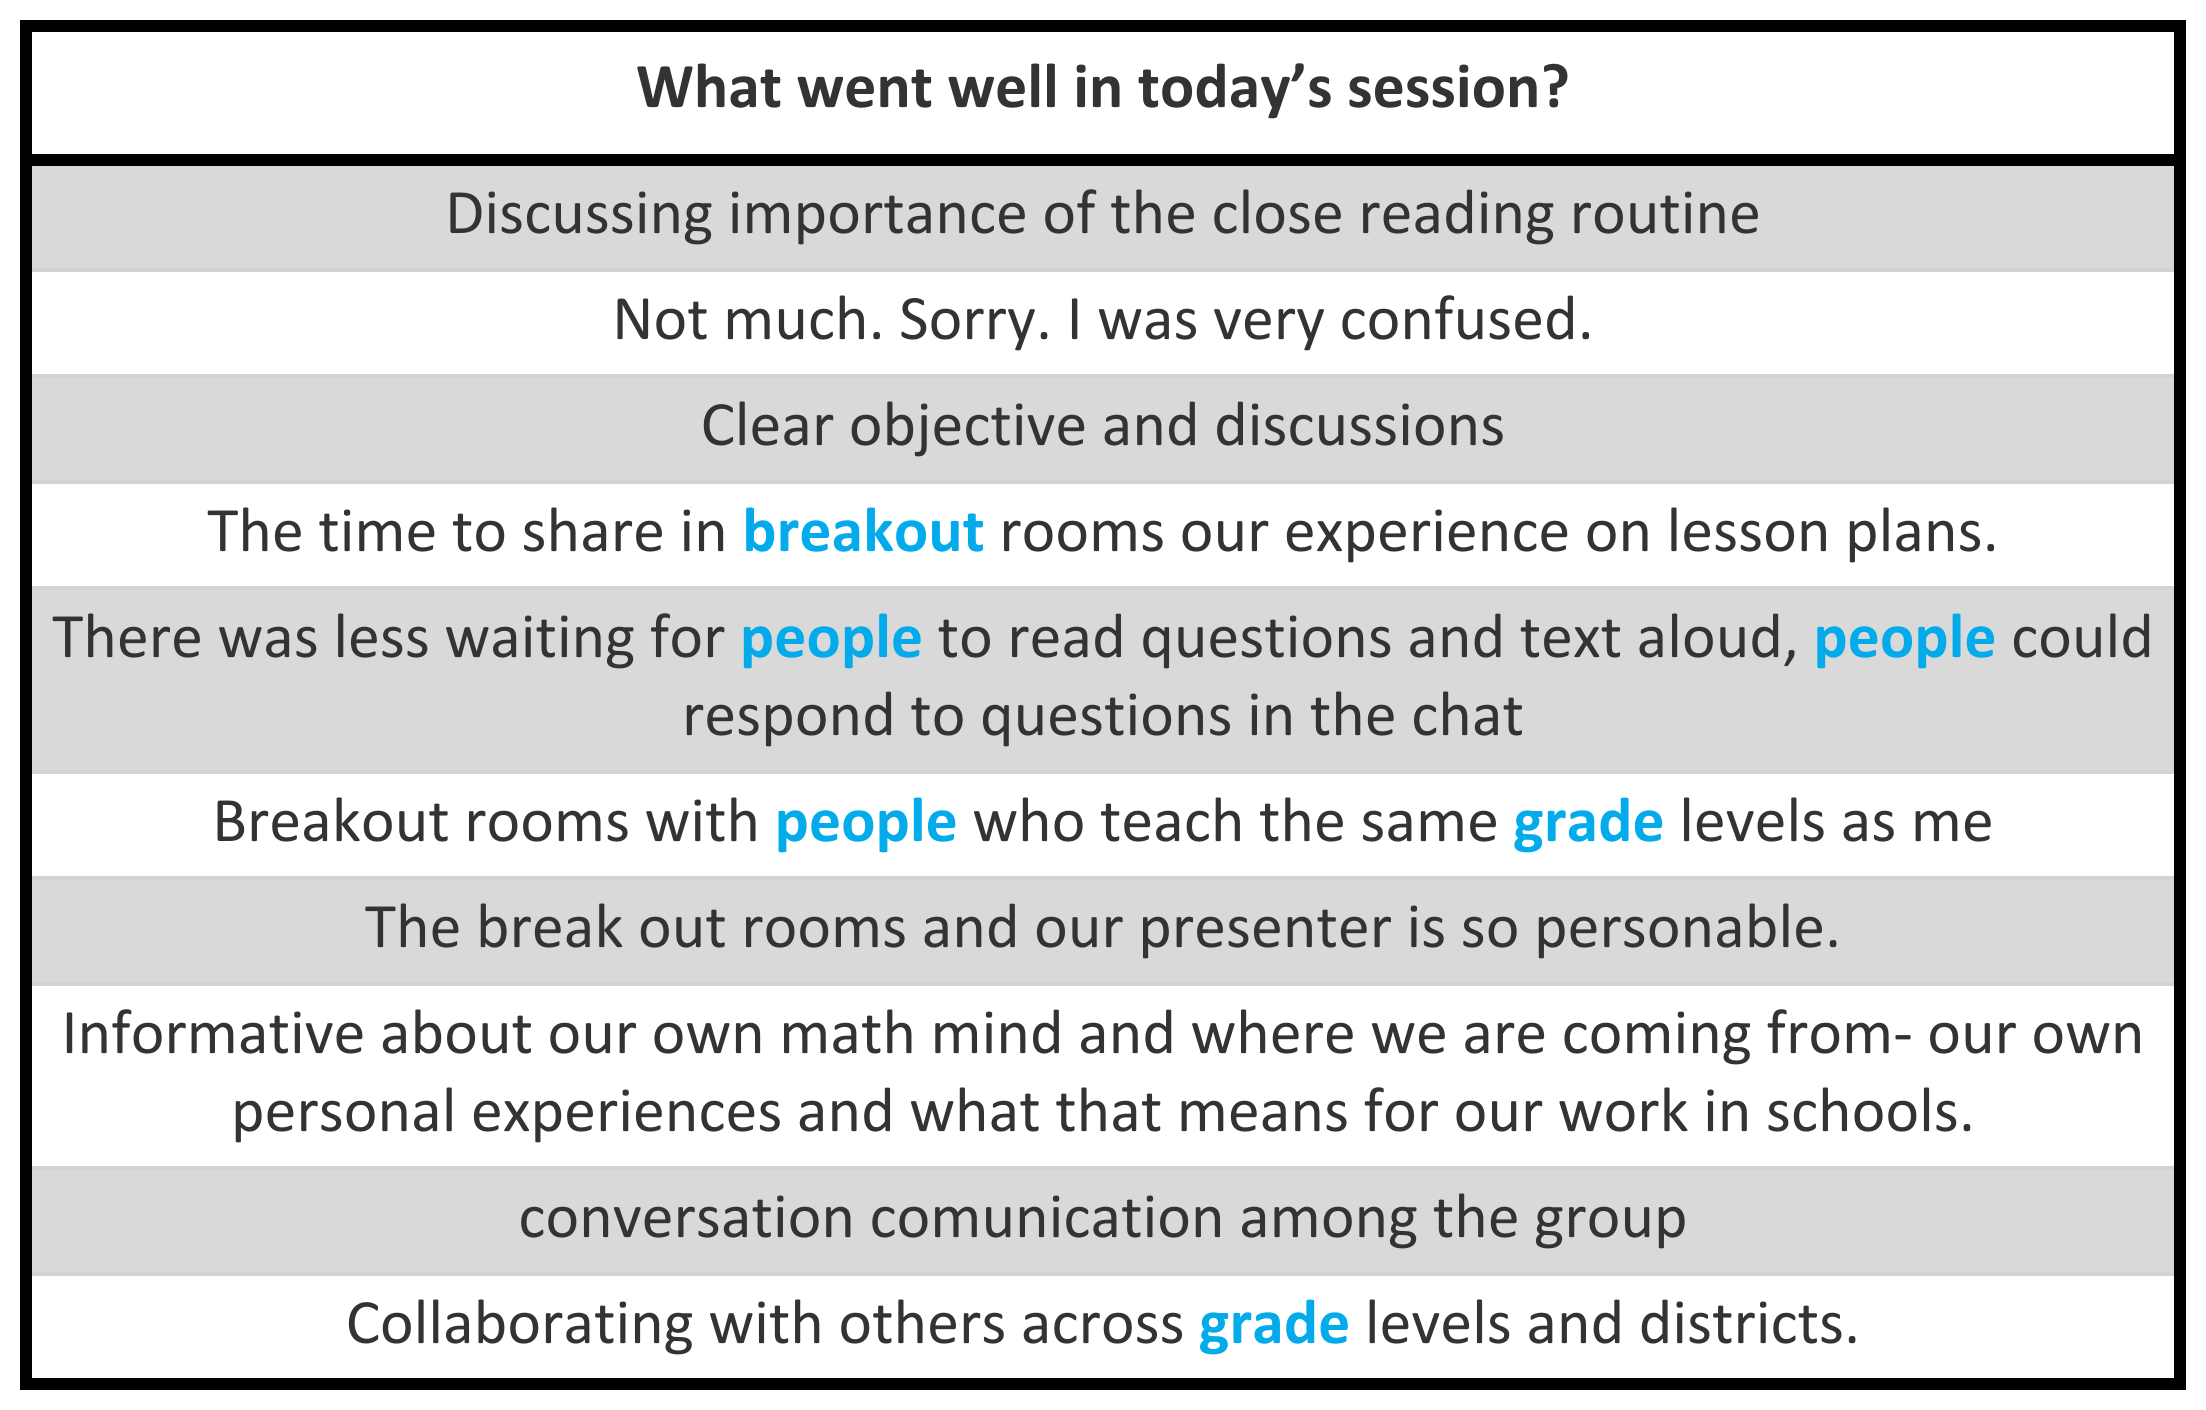 What went well in today’s session?
Discussing importance of the close reading routine
Not much. Sorry. I was very confused.
Clear objective and discussions
The time to share in breakout rooms our experience on lesson plans.
There was less waiting for people to read questions and text aloud, people could
respond to questions in the chat
Breakout rooms with people who teach the same grade levels as me
The break out rooms and our presenter is so personable.
Informative about our own math mind and where we are coming from- our own
personal experiences and what that means for our work in schools.
conversation comunication among the group
Collaborating with others across grade levels and districts.